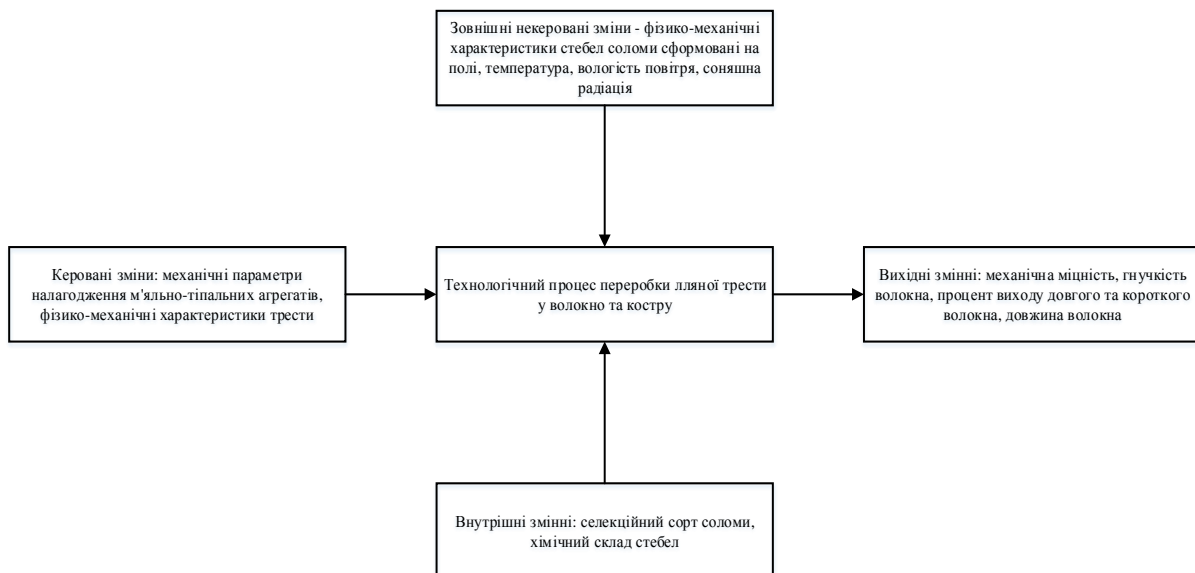 Зовнішні некеровані зміни - фізико-механічні
характеристики стебел соломи сформовані на
полі, температура, вологість повітря, соняшна
радіація
Керовані зміни: механічні параметри
налагодження м'яльно-тіпальних агрегатів,
фізико-механічні характеристики трести
Технологічний процес переробки лляної трести
у волокно та костру
Вихідні змінні: механічна міцність, гнучкість
волокна, процент виходу довгого та короткого
волокна, довжина волокна
Внутрішні змінні: селекційний сорт соломи,
хімічний склад стебел